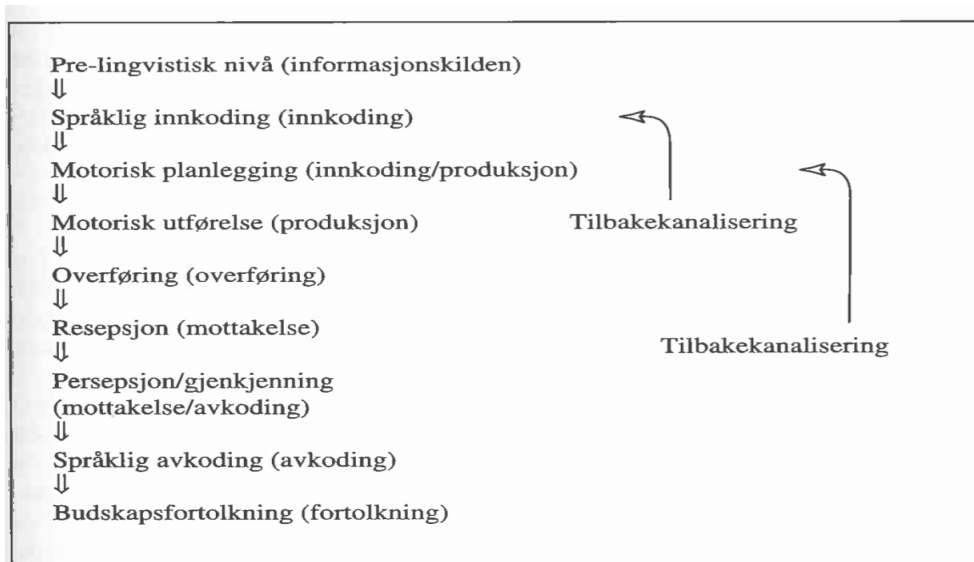 Pre-lingvistisk nivå (informasjonskilden)
⇓
Språklig innkoding (innkoding)
⇓
Motorisk planlegging (innkoding/produksjon)
⇓
Motorisk utførelse (produksjon)
Tilbakekanalisering
⇓
Overføring (overføring)
⇓
Resepsjon (mottakelse)
Tilbakekanalisering
⇓
Persepsjon/gjenkjenning
(mottakelse/avkoding)
⇓
Språklig avkoding (avkoding)
⇓
Budskapsfortolkning (fortolkning)